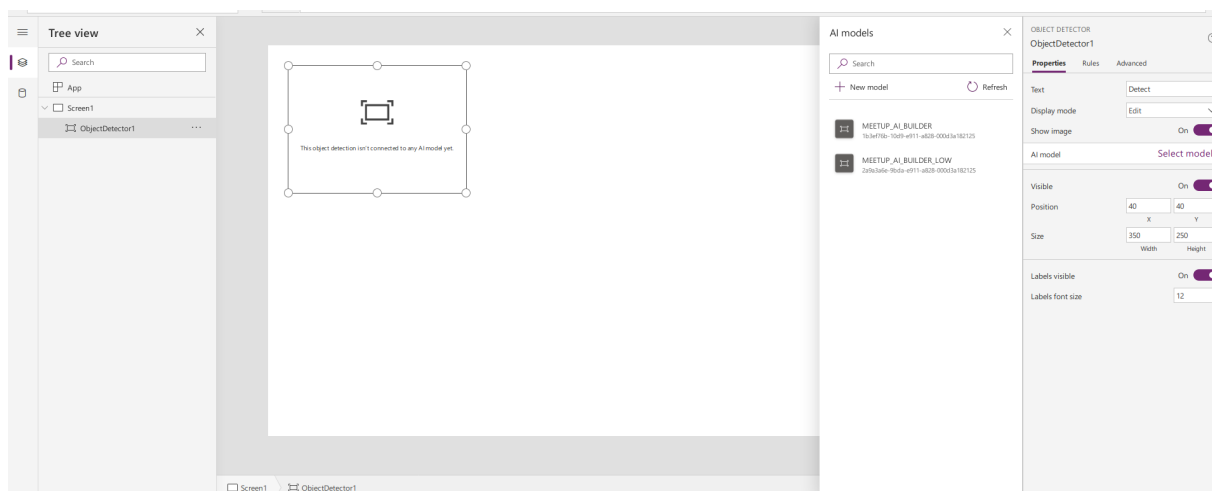 Tree view
Search
App
Screen1
ObjectDetector1
This object detection isn't connected to any AI model yet.
Screen1
ObjectDetector1
AI models
Search
New model
Refresh
MEETUP_AI_BUILDER
1b3ef76b-10d9-e911-a828-000d3a182125
MEETUP_AI_BUILDER_LOW
2a9a3a6e-9bda-e911-a828-000d3a182125
OBJECT DETECTOR
ObjectDetector1
Properties Rules Advanced
Text Detect
Display mode Edit
Show image On
AI model Select model
Visible On
Position 40 40
X Y
Size 350 250
Width Height
Labels visible On
Labels font size 12